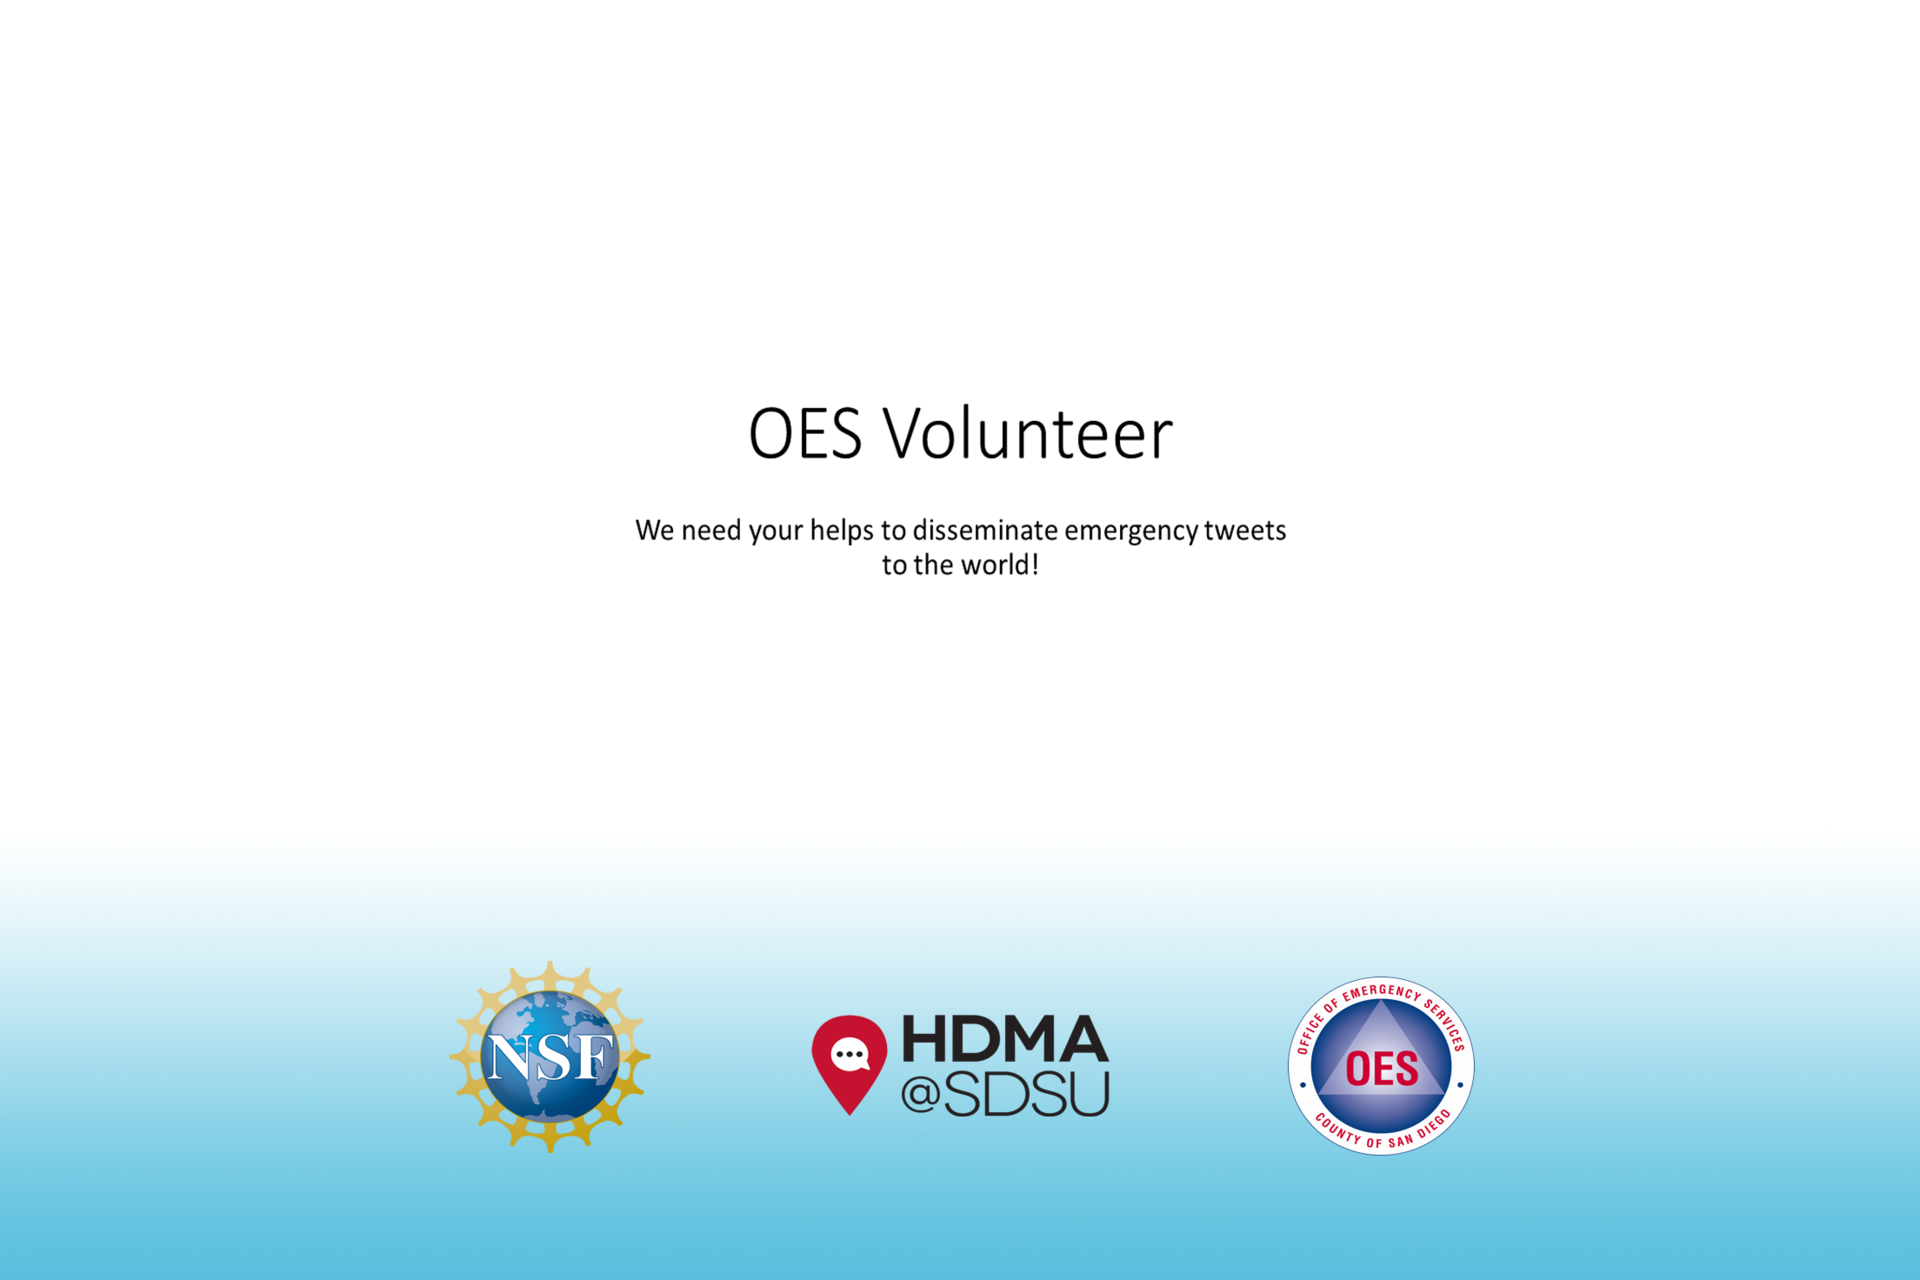 OES Volunteer
We need your helps to disseminate emergency tweets
to the world!
NSF
HDMA
@SDSU
OFFICE OF EMERGENCY SERVICES
OES
COUNTY OF SAN DIEGO